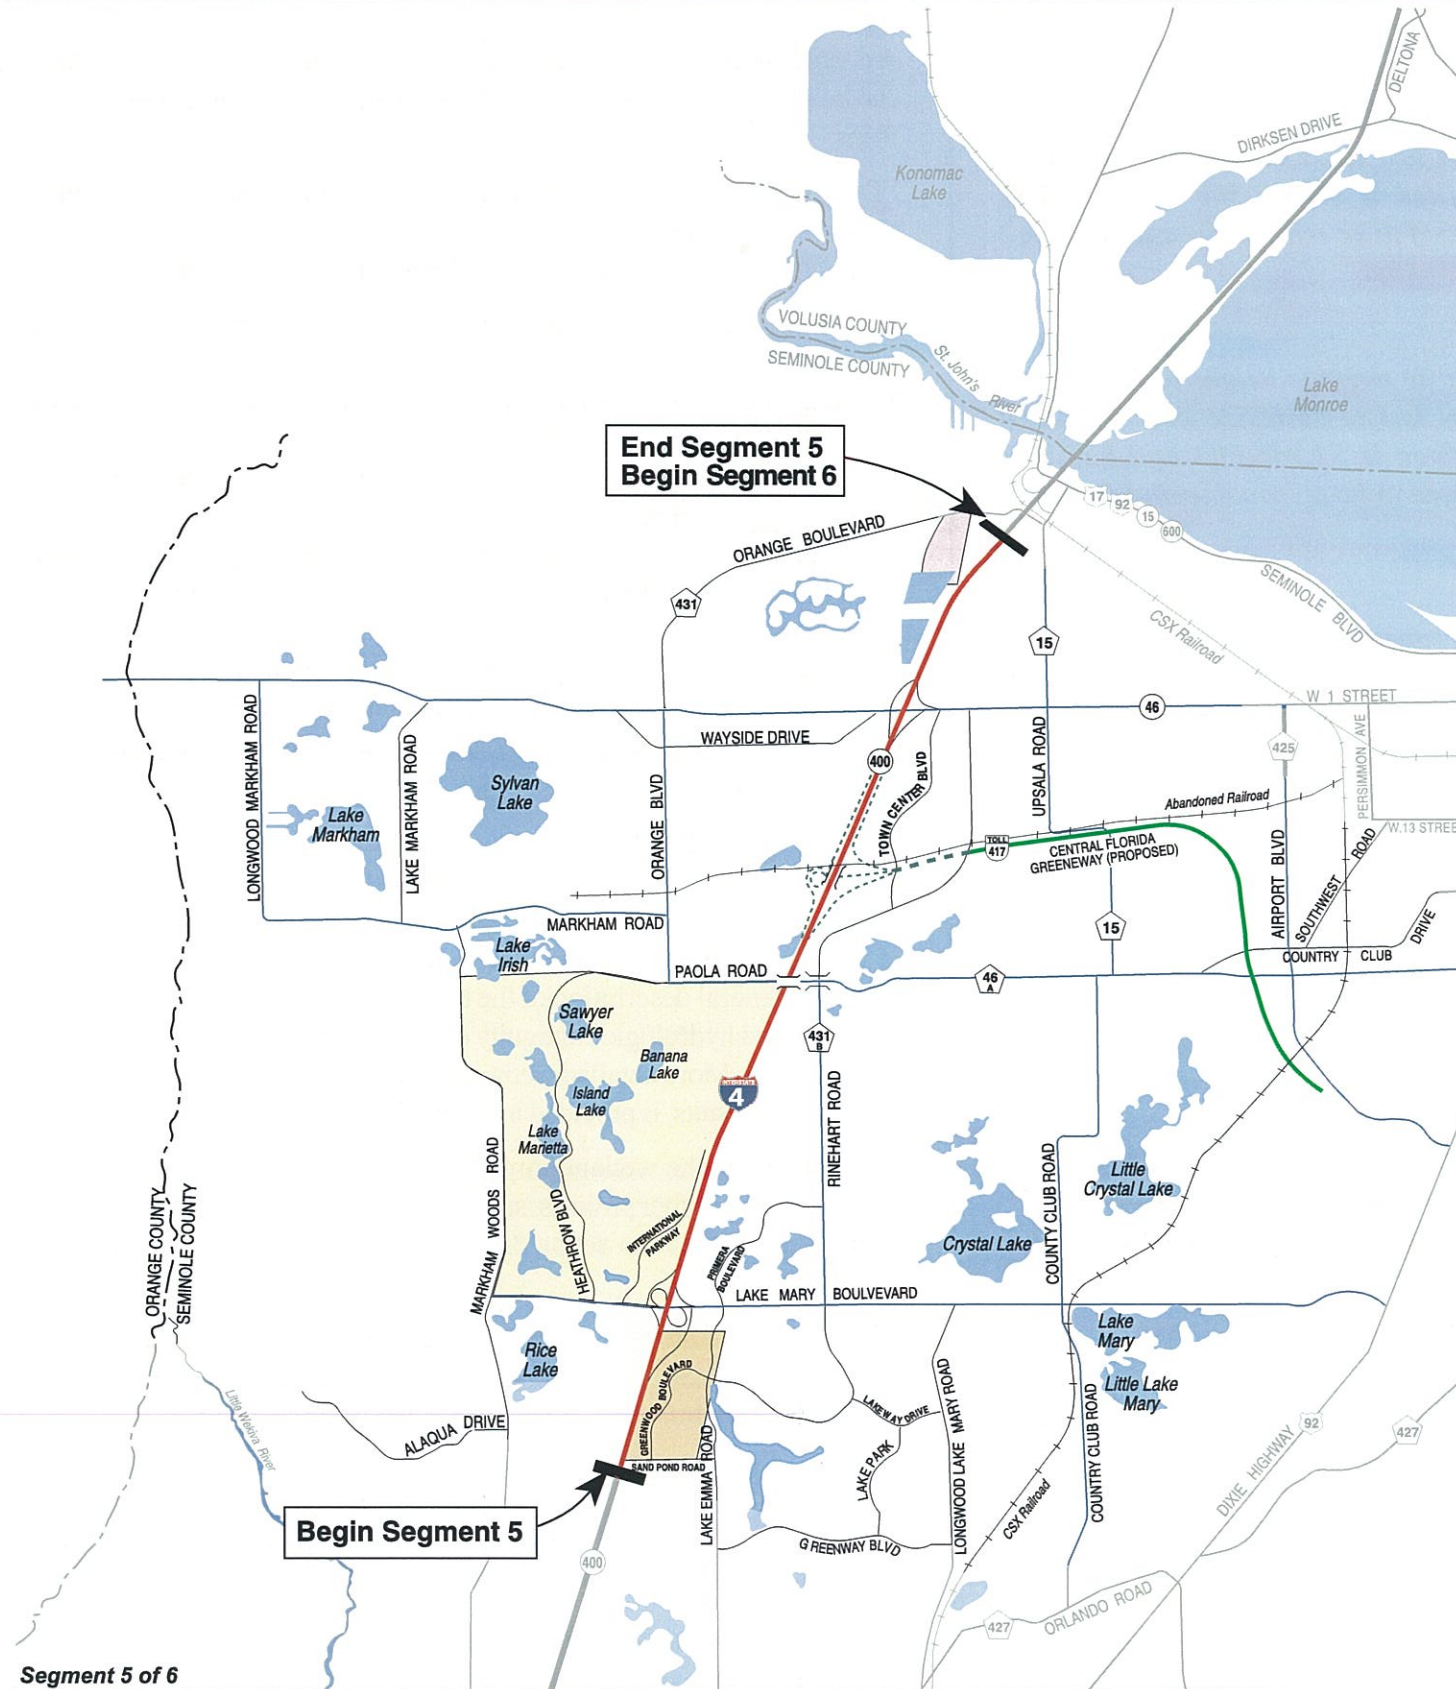 DELTONA
DIRKSEN DRIVE
Konomac
Lake
VOLUSIA COUNTY
SEMINOLE COUNTY
St. John's
River
Lake
Monroe
End Segment 5
Begin Segment 6
17
92
15
600
ORANGE BOULEVARD
431
SEMINOLE BLVD
CSX Railroad
15
W 1 STREET
46
LONGWOOD MARKHAM ROAD
LAKE MARKHAM ROAD
WAYSIDE DRIVE
400
425
PERSIMMON AVE
UPSALA ROAD
Sylvan
Lake
Lake
Markham
ORANGE BLVD
TOWN CENTER BLVD
Abandoned Railroad
W.13 STREE
TOLL
417
CENTRAL FLORIDA
GREENEWAY (PROPOSED)
AIRPORT BLVD
SOUTHWEST ROAD
DRIVE
MARKHAM ROAD
15
Lake
Irish
COUNTRY CLUB
PAOLA ROAD
46
A
Sawyer
Lake
431
B
Banana
Lake
INTERSTATE
4
Island
Lake
RINEHART ROAD
Lake
Marietta
MARKHAM WOODS ROAD
HEATHROW BLVD
INTERNATIONAL
PARKWAY
PRIMERA
BOULEVARD
Little
Crystal Lake
Crystal Lake
COUNTY CLUB ROAD
ORANGE COUNTY
SEMINOLE COUNTY
LAKE MARY BOULVEVARD
Lake
Mary
Rice
Lake
Little Lake
Mary
GREENWOOD BOULEVARD
Little Wekiva River
ALAQUA DRIVE
LAKEWAY DRIVE
LAKE PARK
LONGWOOD LAKE MARY ROAD
COUNTRY CLUB ROAD
92
427
DIXIE HIGHWAY
SAND POND ROAD
LAKE EMMA ROAD
CSX Railroad
Begin Segment 5
GREENWAY BLVD
400
427
ORLANDO ROAD
Segment 5 of 6